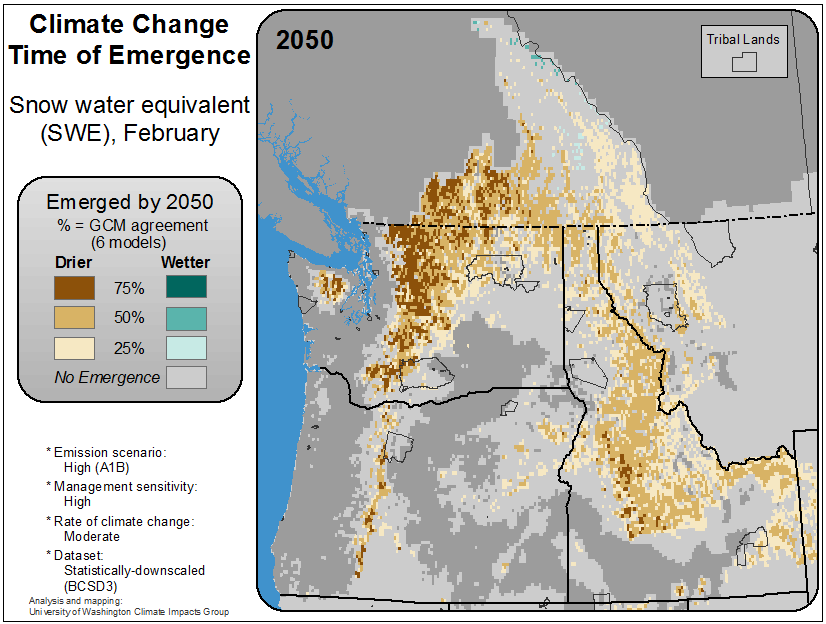 Climate Change
Time of Emergence
Snow water equivalent
(SWE), February
Emerged by 2050
% = GCM agreement
(6 models)
Drier Wetter
75%
50%
25%
No Emergence
* Emission scenario:
High (A1B)
* Management sensitivity:
High
* Rate of climate change:
Moderate
* Dataset:
Statistically-downscaled
(BCSD3)
Analysis and mapping:
University of Washington Climate Impacts Group
2050
Tribal Lands